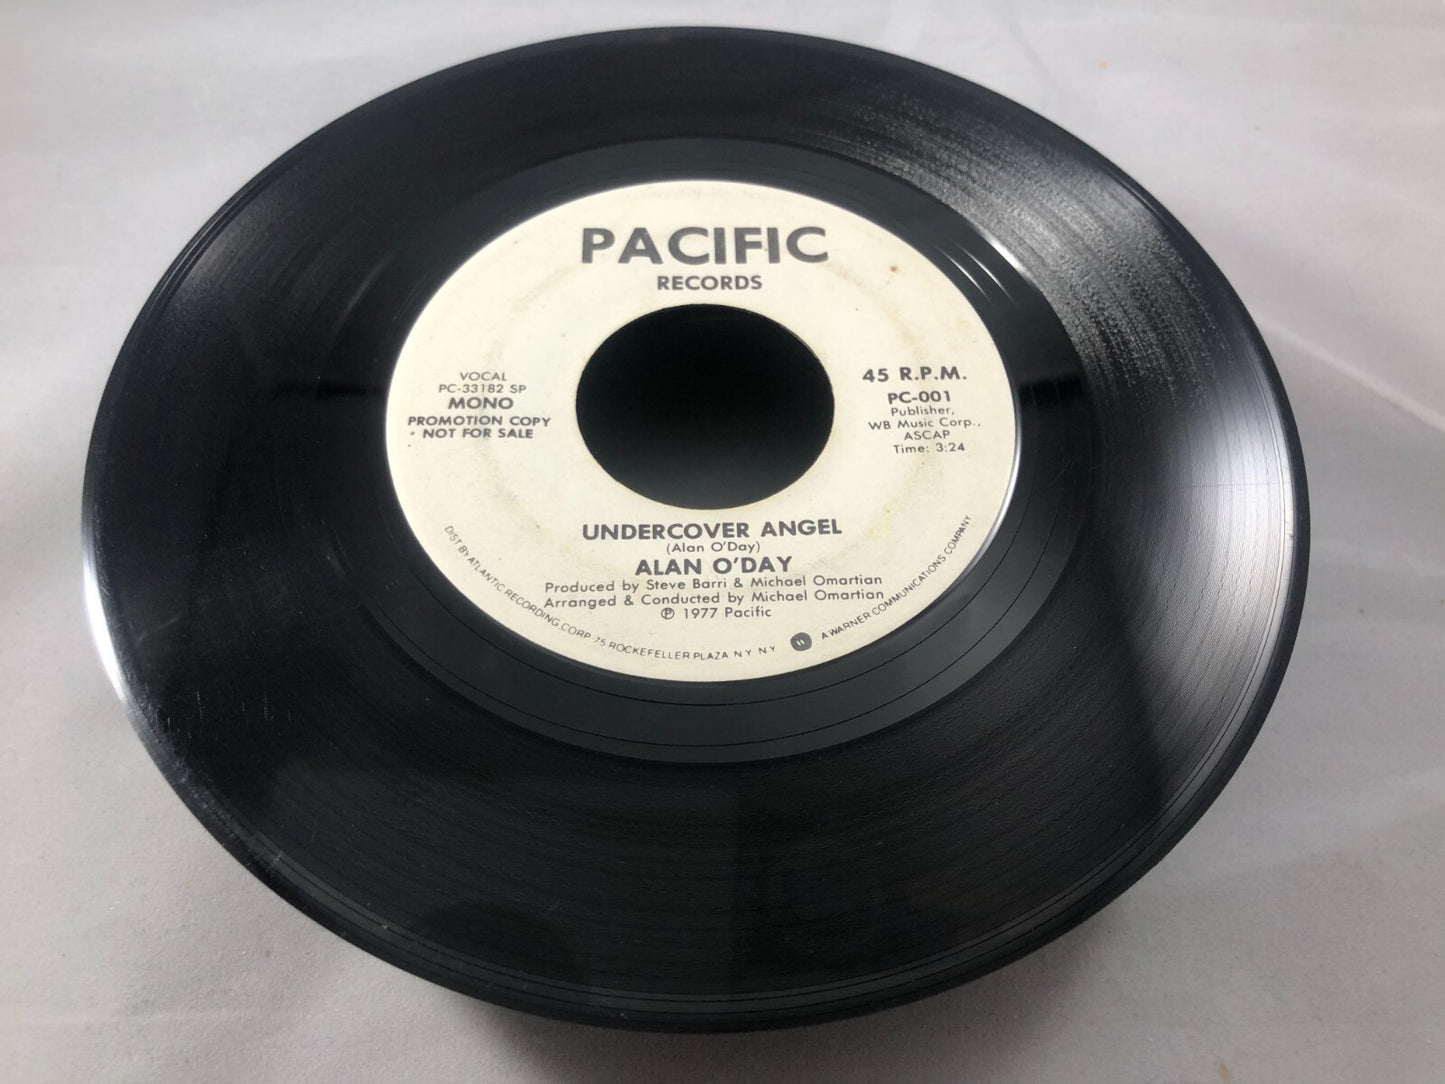 PACIFIC
RECORDS
VOCAL
PC-33182 SP
MONO
PROMOTION COPY
• NOT FOR SALE
45 R.P.M.
PC-001
Publisher,
WB Music Corp.,
ASCAP
Time: 3:24
UNDERCOVER ANGEL
(Alan O'Day)
ALAN O'DAY
Produced by Steve Barri & Michael Omartian
Arranged & Conducted by Michael Omartian
℗ 1977 Pacific
DIST BY ATLANTIC RECORDING CORP 75 ROCKEFELLER PLAZA N Y N Y A WARNER COMMUNICATIONS COMPANY